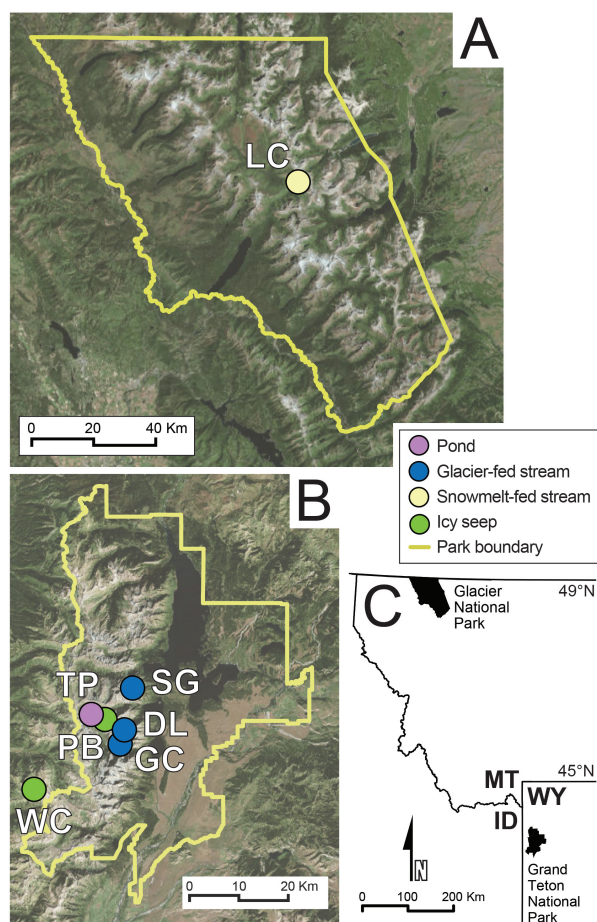 A
LC
0 20 40 Km
Pond
Glacier-fed stream
Snowmelt-fed stream
Icy seep
Park boundary
B
TP
SG
DL
PB
GC
WC
0 10 20 Km
C
Glacier
National
Park
49°N
45°N
MT
WY
ID
N
Grand
Teton
National
Park
0 100 200 Km